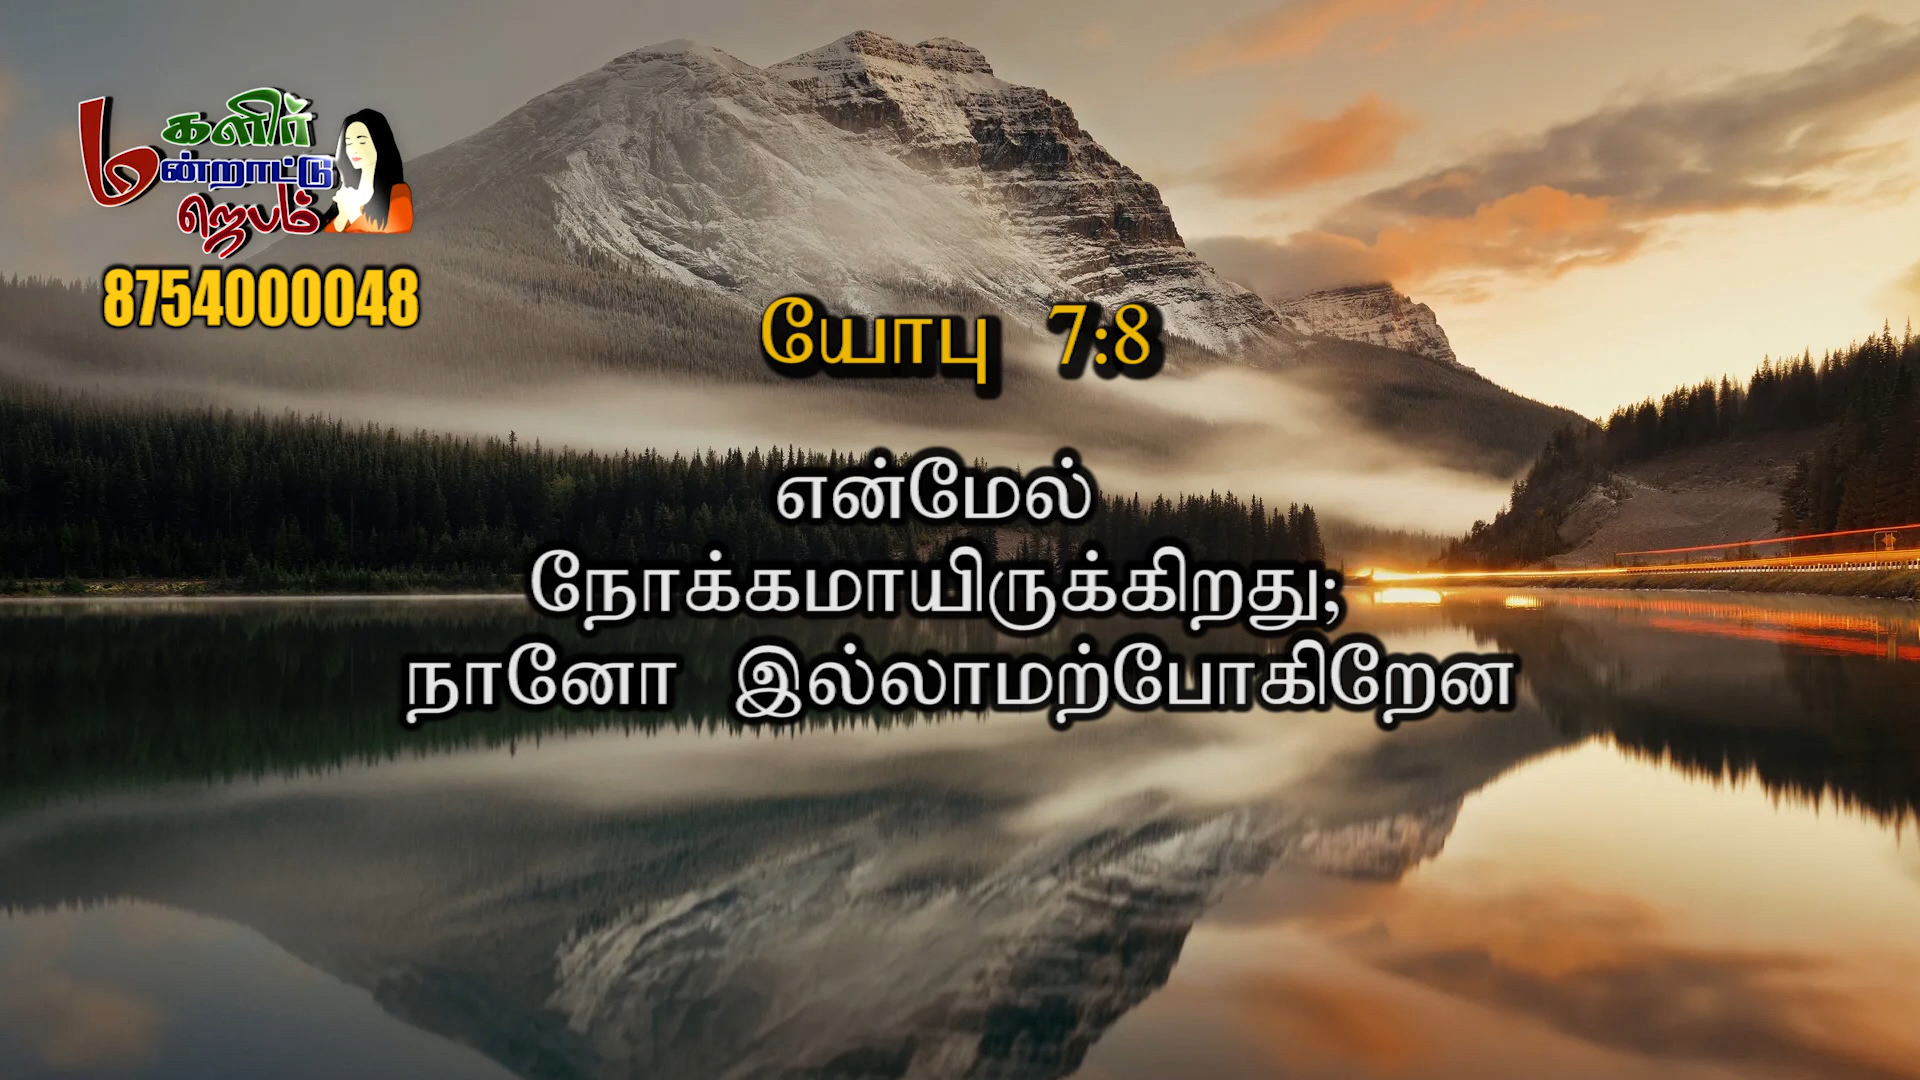 மகளிர்
மன்றாட்டு
ஜெபம்
8754000048
யோபு 7:8
என்மேல்
நோக்கமாயிருக்கிறது;
நானோ இல்லாமற்போகிறேன